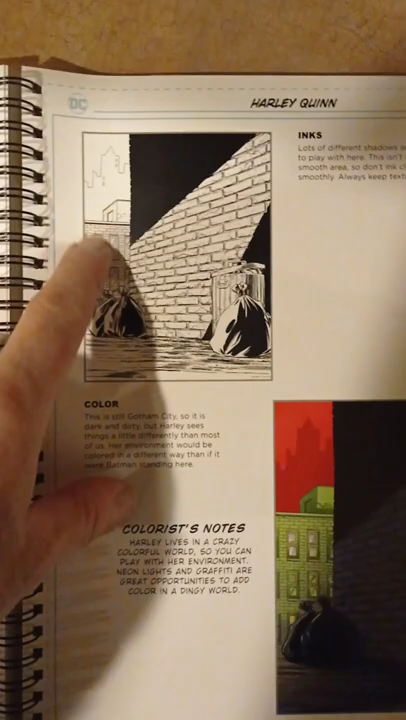 DC
HARLEY QUINN
INKS
Lots of different shadows
to play with here. This isn't
smooth area, so don't ink
smoothly. Always keep
COLOR
This is still Gotham City, so it is
dark and dirty, but Harley sees
things a little differently than most
of us. Her environment would be
colored in a different way than if it
were Batman standing here.
COLORIST'S NOTES
HARLEY LIVES IN A CRAZY
COLORFUL WORLD, SO YOU CAN
PLAY WITH HER ENVIRONMENT.
NEON LIGHTS AND GRAFFITI ARE
GREAT OPPORTUNITIES TO ADD
COLOR IN A DINGY WORLD.